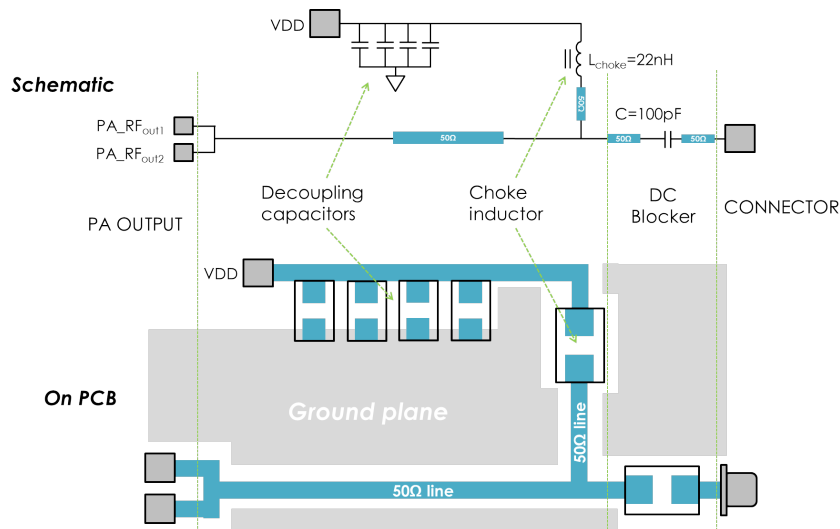 VDD
Schematic
L_choke=22nH
50Ω
C=100pF
PA_RF_out1
50Ω
50Ω
50Ω
PA_RF_out2
Decoupling
capacitors
Choke
inductor
DC
Blocker
PA OUTPUT
CONNECTOR
VDD
On PCB
Ground plane
50Ω line
50Ω line